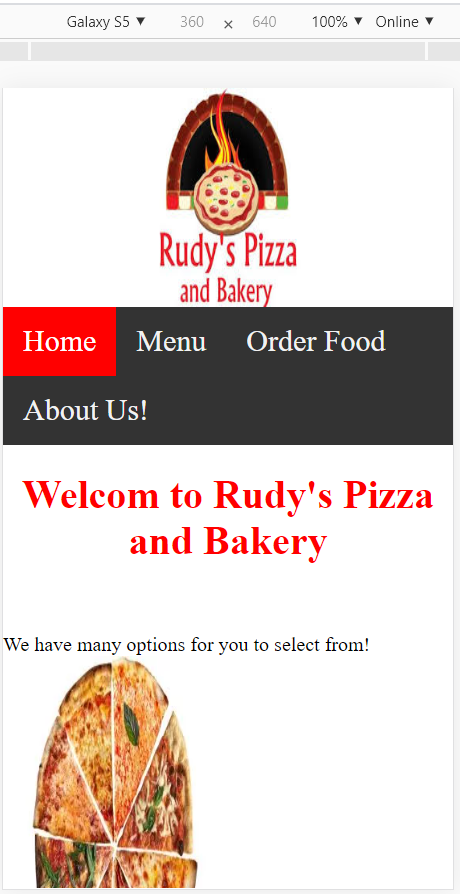 Galaxy S5 ▼ 360 × 640 100% ▼ Online ▼
Rudy's Pizza
and Bakery
Home Menu Order Food
About Us!
Welcom to Rudy's Pizza
and Bakery
We have many options for you to select from!